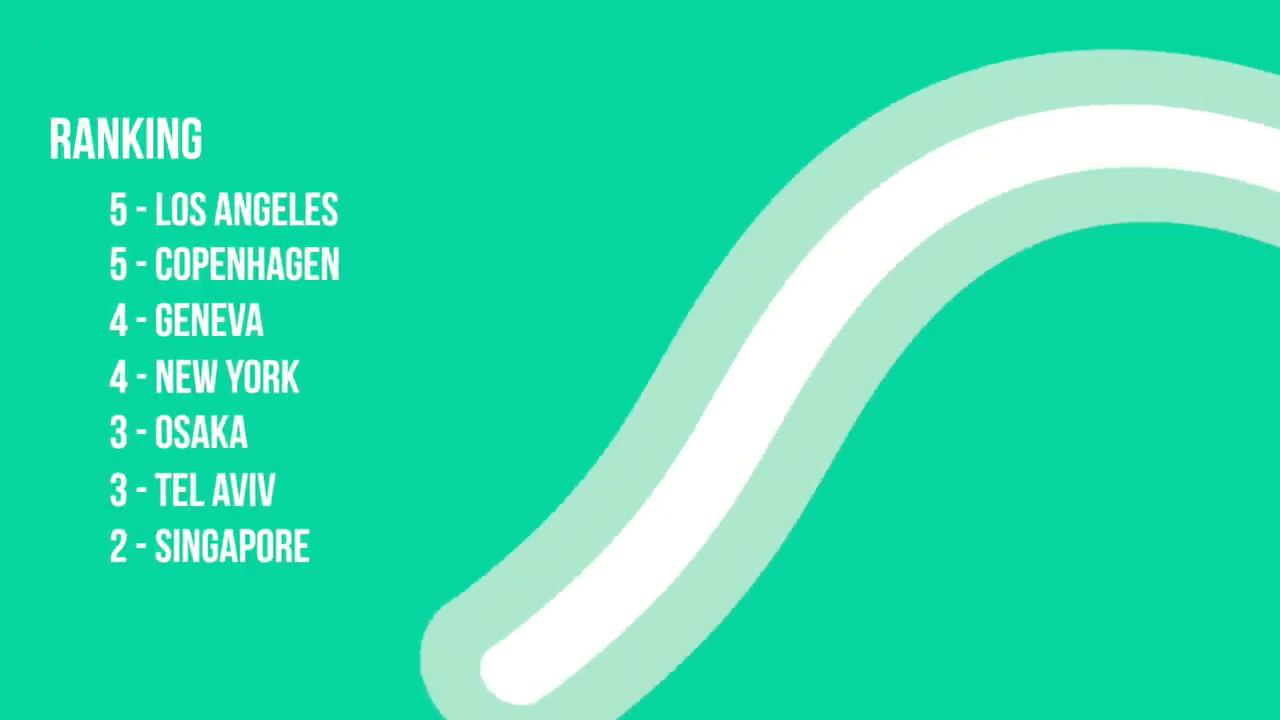 RANKING
5 - LOS ANGELES
5 - COPENHAGEN
4 - GENEVA
4 - NEW YORK
3 - OSAKA
3 - TEL AVIV
2 - SINGAPORE